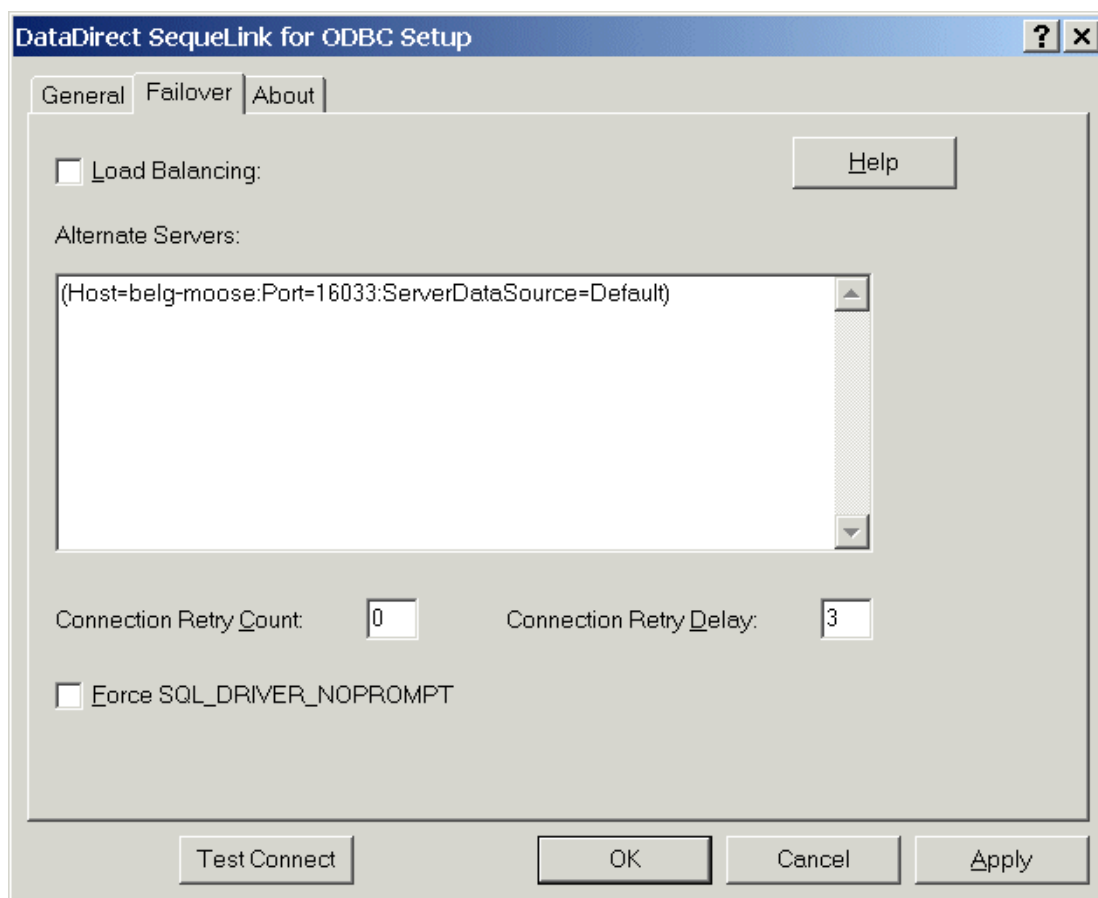 DataDirect SequeLink for ODBC Setup
General Failover About
Load Balancing:
Help
Alternate Servers:
(Host=belg-moose:Port=16033:ServerDataSource=Default)
Connection Retry Count: 0 Connection Retry Delay: 3
Force SQL_DRIVER_NOPROMPT
Test Connect OK Cancel Apply